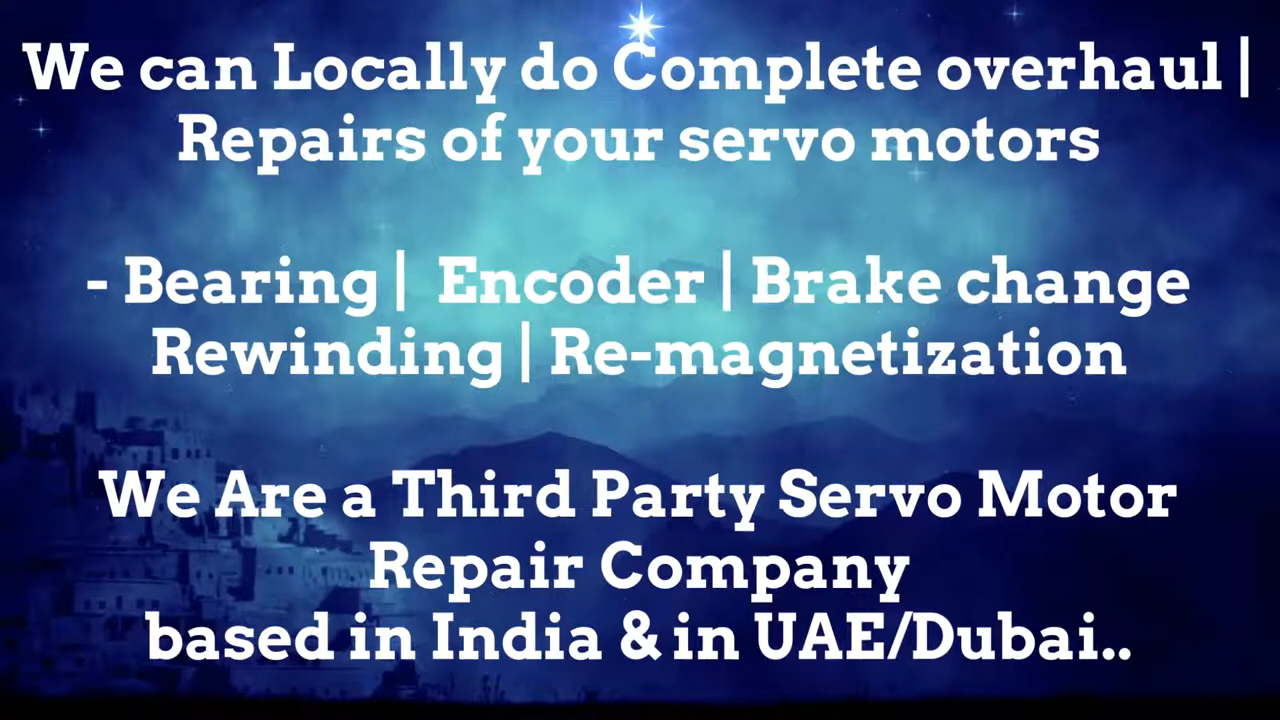 We can Locally do Complete overhaul |
Repairs of your servo motors
- Bearing | Encoder | Brake change
Rewinding | Re-magnetization
We Are a Third Party Servo Motor
Repair Company
based in India & in UAE/Dubai..